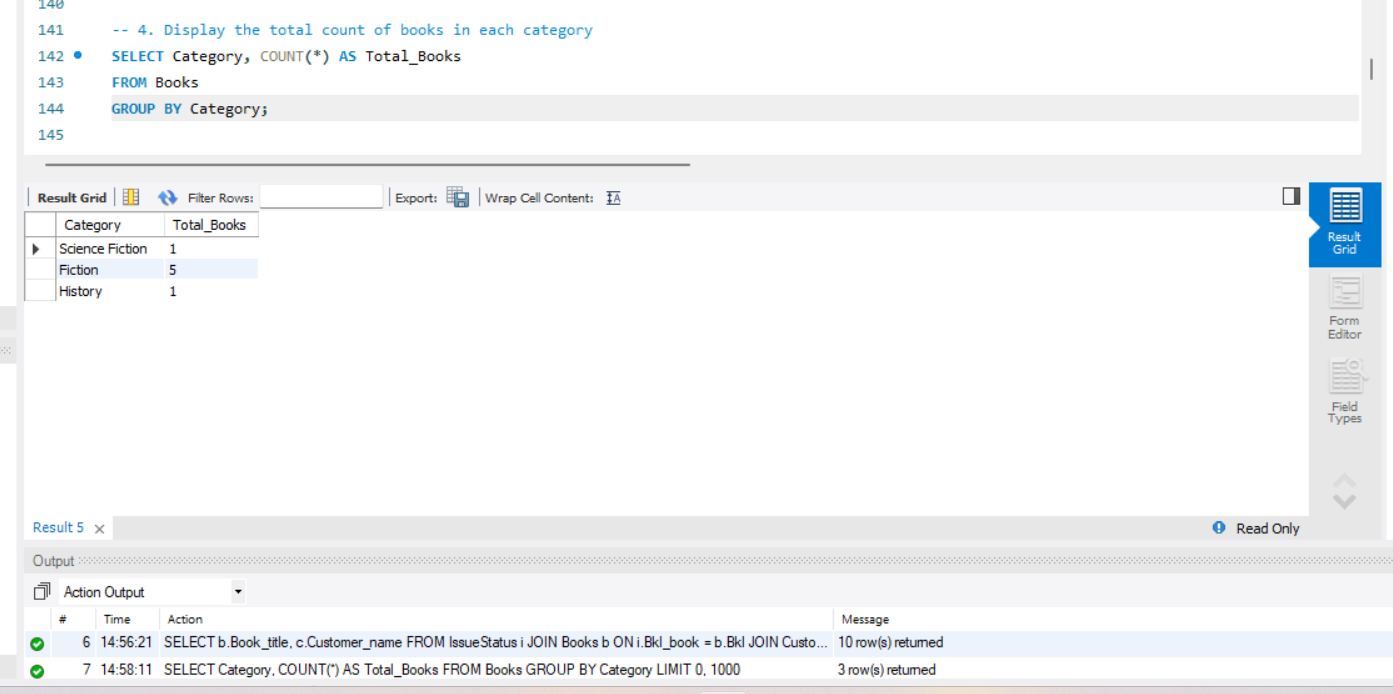 140
141 -- 4. Display the total count of books in each category
142 SELECT Category, COUNT(*) AS Total_Books
143 FROM Books
144 GROUP BY Category;
145
Result Grid Filter Rows: Export: Wrap Cell Content: IA
Category Total_Books
Science Fiction 1
Fiction 5
History 1
Result Grid
Form Editor
Field Types
Result 5 × Read Only
Output
Action Output
# Time Action Message
6 14:56:21 SELECT b.Book_title, c.Customer_name FROM IssueStatus i JOIN Books b ON i.Bkl_book = b.Bkl JOIN Custo... 10 row(s) returned
7 14:58:11 SELECT Category, COUNT(*) AS Total_Books FROM Books GROUP BY Category LIMIT 0, 1000 3 row(s) returned